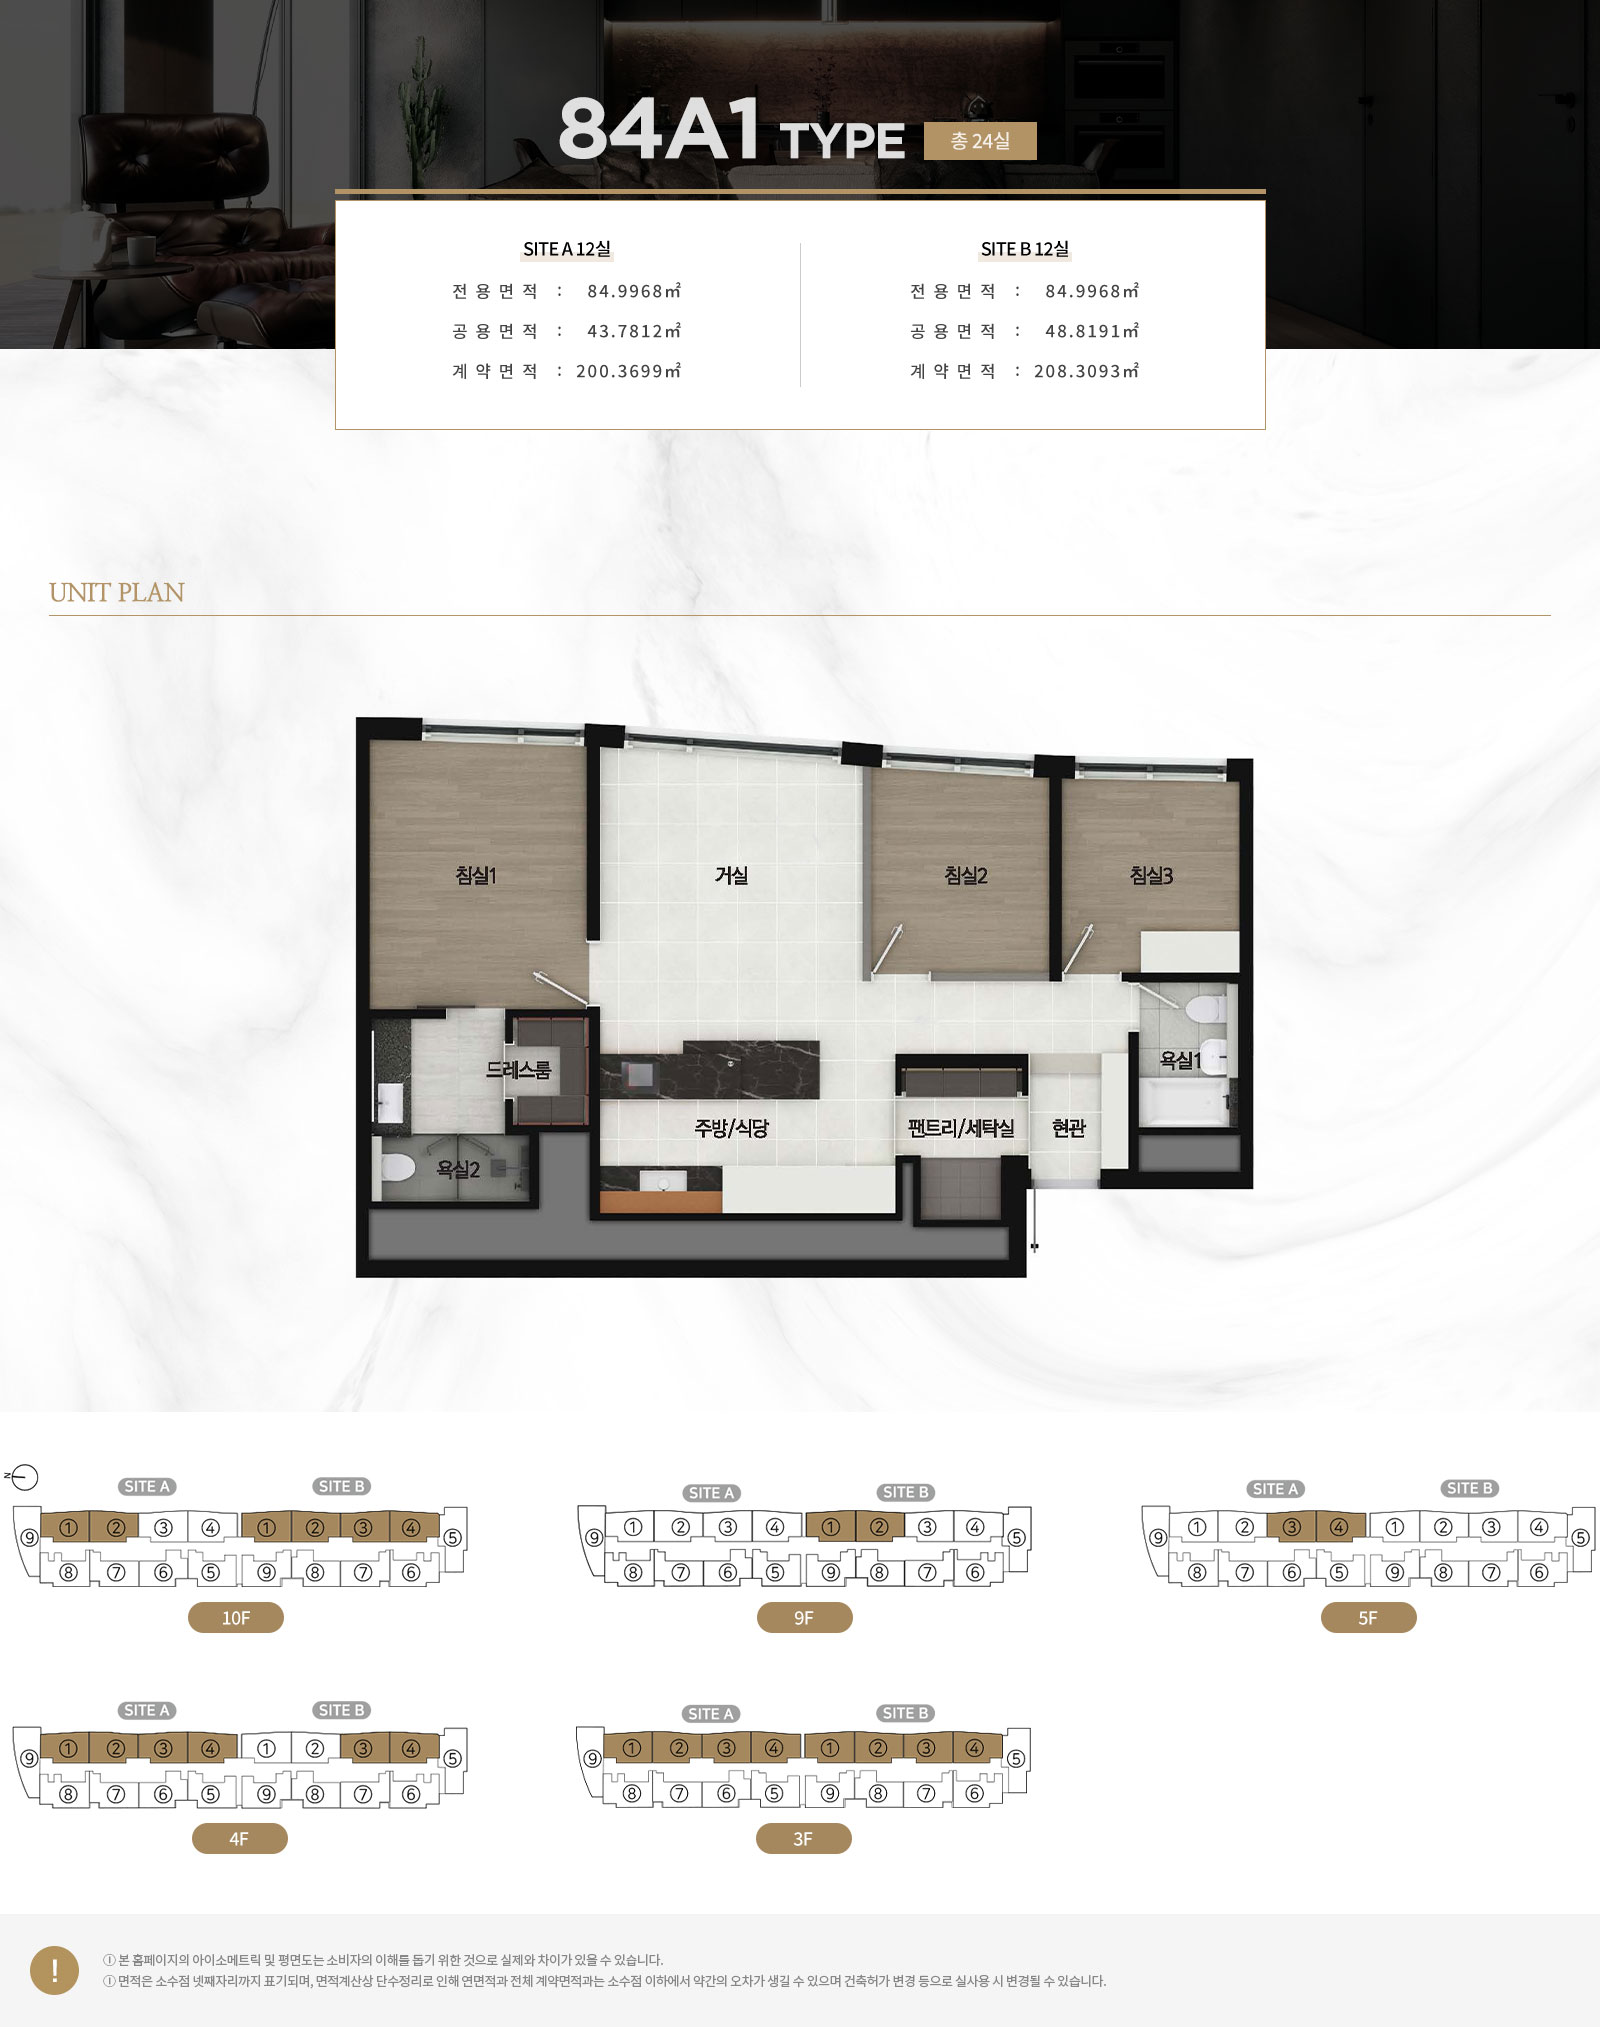 84A1 TYPE 총 24실
SITE A 12실
전용면적 : 84.9968㎡
공용면적 : 43.7812㎡
계약면적 : 200.3699㎡
SITE B 12실
전용면적 : 84.9968㎡
공용면적 : 48.8191㎡
계약면적 : 208.3093㎡
UNIT PLAN
침실1
거실
침실2
침실3
드레스룸
욕실1
주방/식당
팬트리/세탁실
현관
욕실2
N
SITE A SITE B
① ② ③ ④ ① ② ③ ④
⑨ ⑤
⑧ ⑦ ⑥ ⑤ ⑨ ⑧ ⑦ ⑥
10F
SITE A SITE B
① ② ③ ④ ① ② ③ ④
⑨ ⑤
⑧ ⑦ ⑥ ⑤ ⑨ ⑧ ⑦ ⑥
9F
SITE A SITE B
① ② ③ ④ ① ② ③ ④
⑨ ⑤
⑧ ⑦ ⑥ ⑤ ⑨ ⑧ ⑦ ⑥
5F
SITE A SITE B
① ② ③ ④ ① ② ③ ④
⑨ ⑤
⑧ ⑦ ⑥ ⑤ ⑨ ⑧ ⑦ ⑥
4F
SITE A SITE B
① ② ③ ④ ① ② ③ ④
⑨ ⑤
⑧ ⑦ ⑥ ⑤ ⑨ ⑧ ⑦ ⑥
3F
!
ⓛ 본 홈페이지의 아이소메트릭 및 평면도는 소비자의 이해를 돕기 위한 것으로 실제와 차이가 있을 수 있습니다.
ⓛ 면적은 소수점 넷째자리까지 표기되며, 면적계산상 단수정리로 인해 연면적과 전체 계약면적과는 소수점 이하에서 약간의 오차가 생길 수 있으며 건축허가 변경 등으로 실사용 시 변경될 수 있습니다.